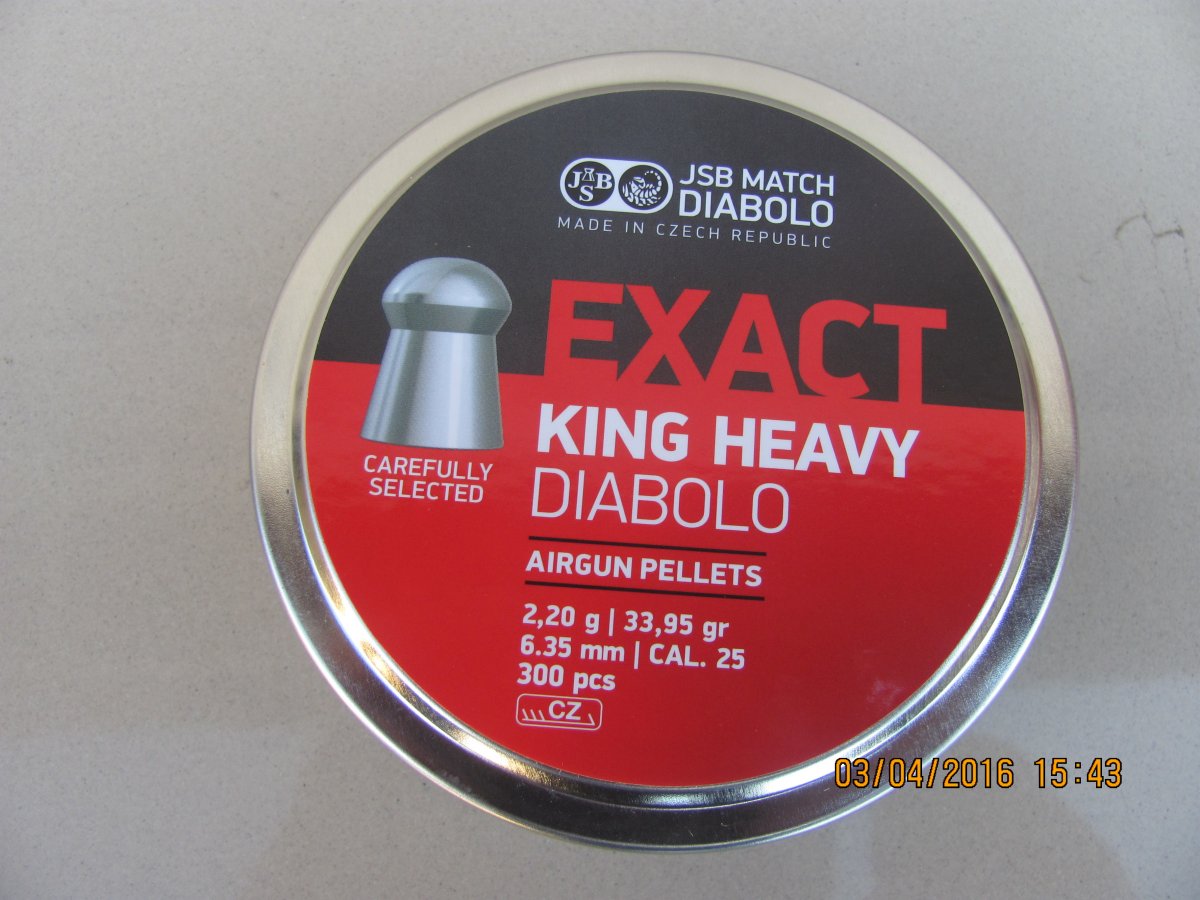 JSB
JSB MATCH
DIABOLO
MADE IN CZECH REPUBLIC
EXACT
KING HEAVY
DIABOLO
CAREFULLY
SELECTED
AIRGUN PELLETS
2,20 g | 33,95 gr
6.35 mm | CAL. 25
300 pcs
CZ
03/04/2016 15:43